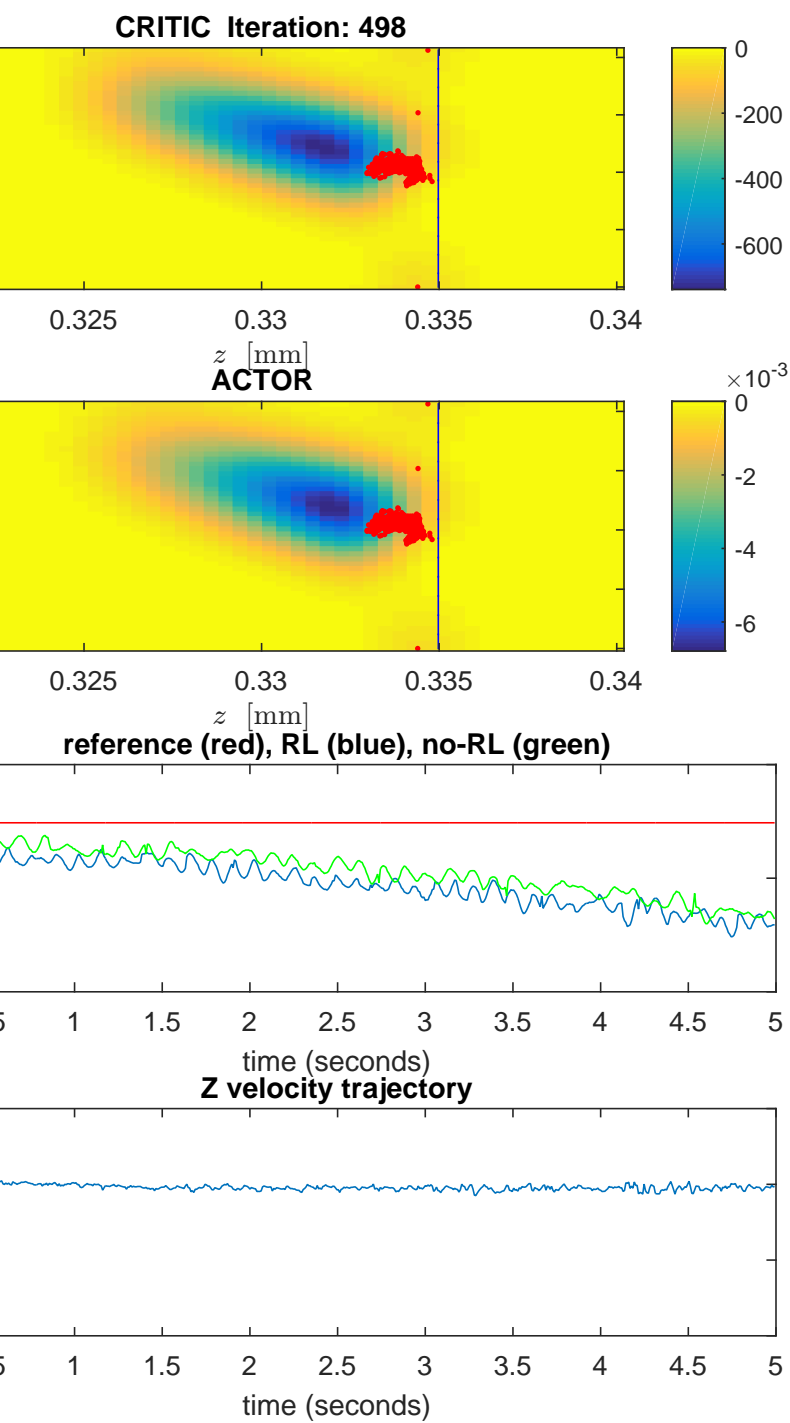 CRITIC Iteration: 498
0
-200
-400
-600
0.325 0.33 0.335 0.34
z [mm]
ACTOR
×10-3
0
-2
-4
-6
0.325 0.33 0.335 0.34
z [mm]
reference (red), RL (blue), no-RL (green)
5 1 1.5 2 2.5 3 3.5 4 4.5 5
time (seconds)
Z velocity trajectory
5 1 1.5 2 2.5 3 3.5 4 4.5 5
time (seconds)